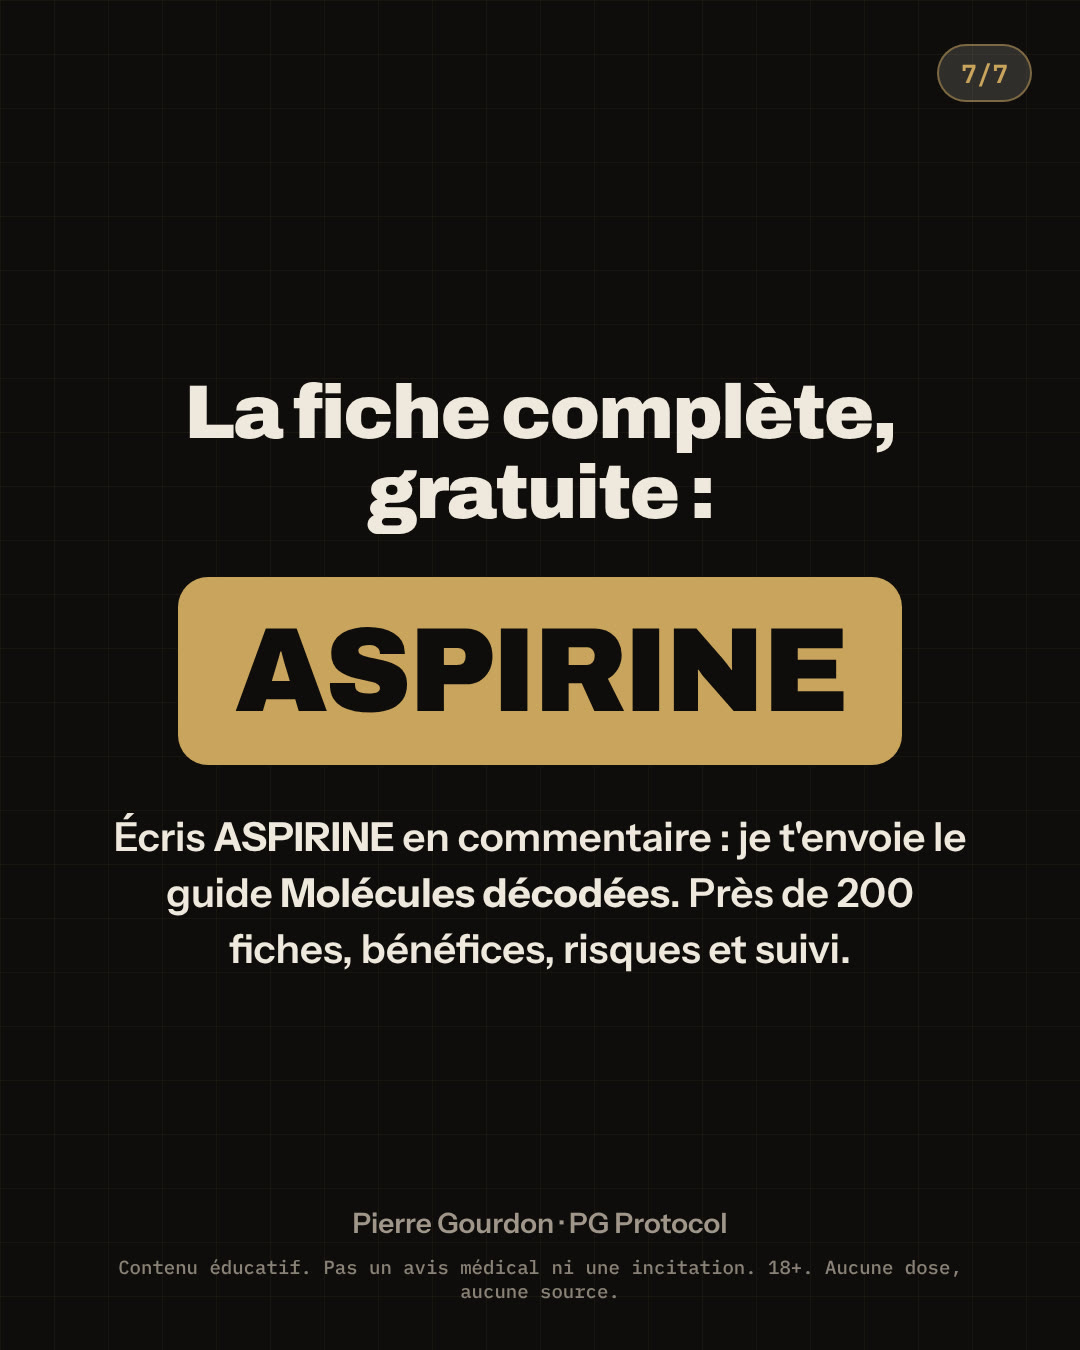 7/7
La fiche complète,
gratuite :
ASPIRINE
Écris ASPIRINE en commentaire : je t'envoie le
guide Molécules décodées. Près de 200
fiches, bénéfices, risques et suivi.
Pierre Gourdon · PG Protocol
Contenu éducatif. Pas un avis médical ni une incitation. 18+. Aucune dose,
aucune source.